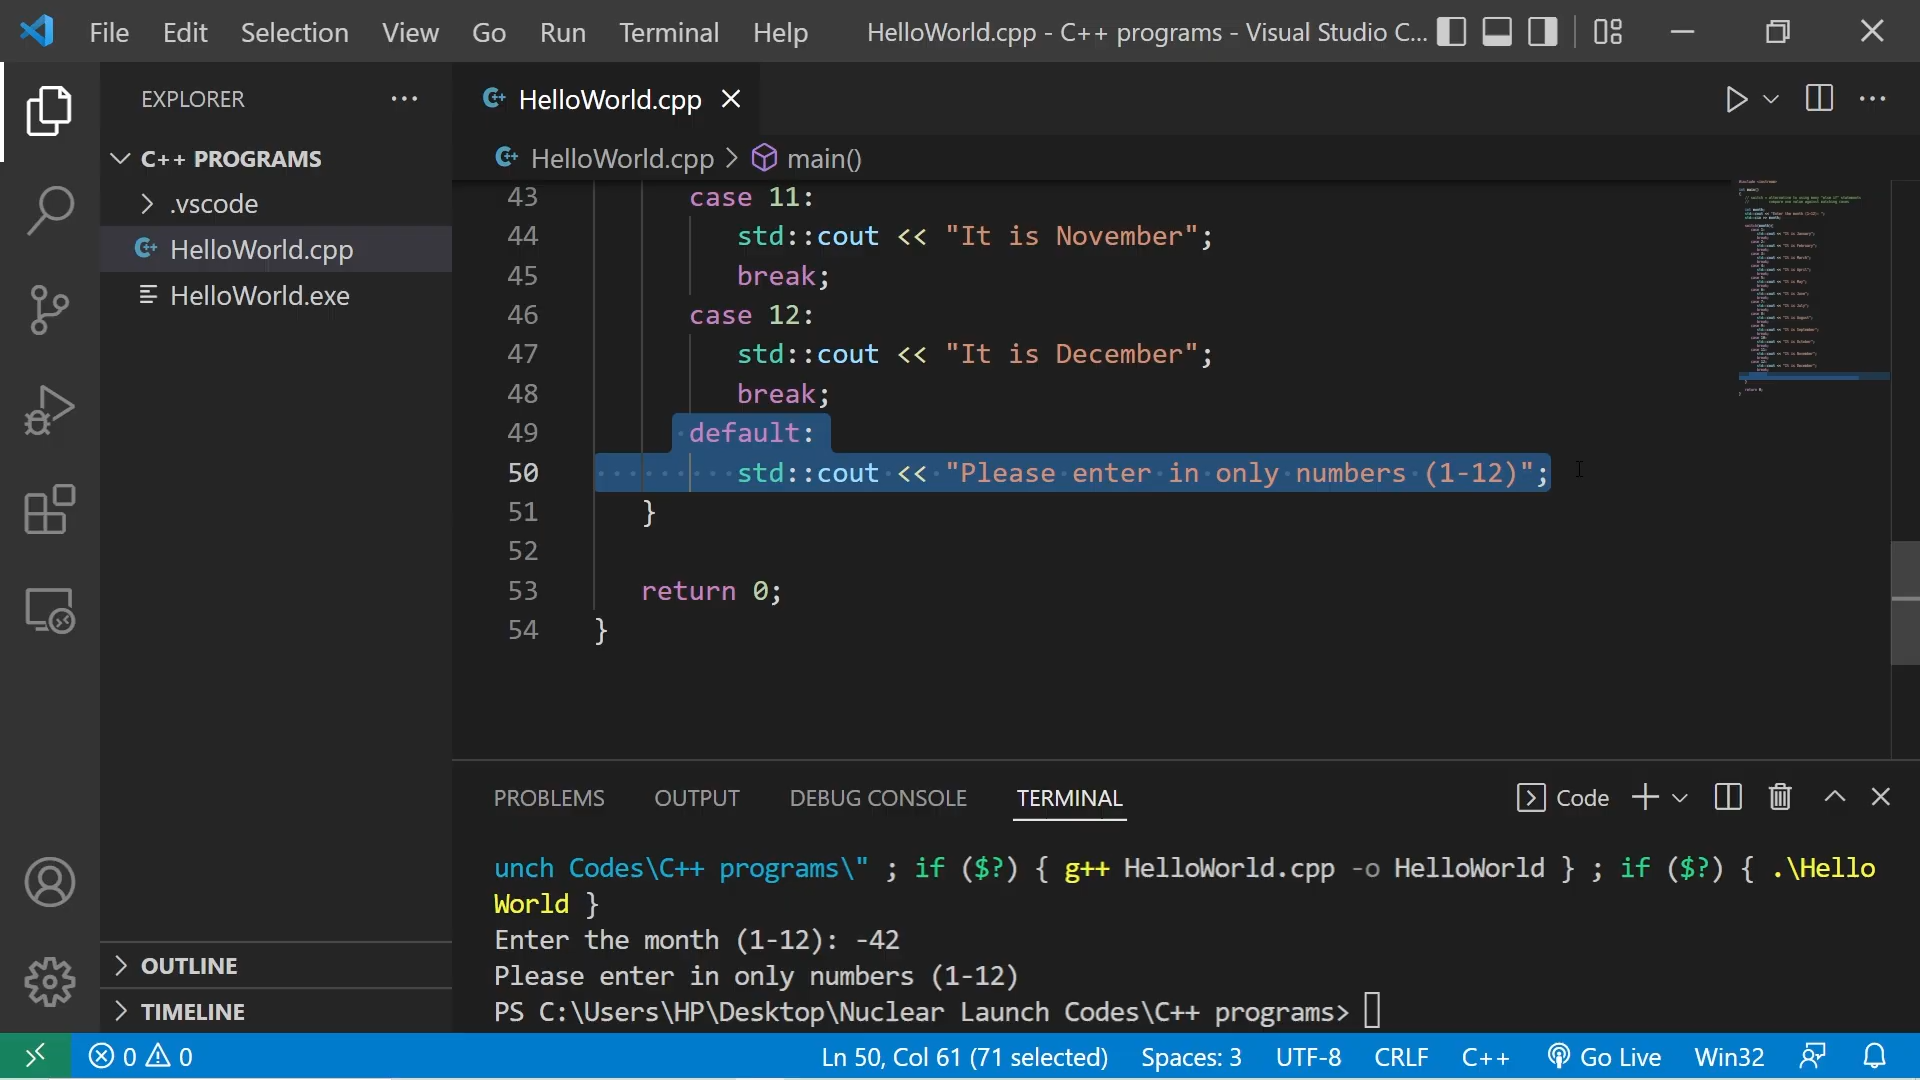 File Edit Selection View Go Run Terminal Help HelloWorld.cpp - C++ programs - Visual Studio C...
EXPLORER
HelloWorld.cpp
C++ PROGRAMS
HelloWorld.cpp > main()
.vscode
HelloWorld.cpp
HelloWorld.exe
43 case 11:
44 std::cout << "It is November";
45 break;
46 case 12:
47 std::cout << "It is December";
48 break;
49 default:
50 std::cout << "Please enter in only numbers (1-12)";
51 }
52
53 return 0;
54 }
PROBLEMS OUTPUT DEBUG CONSOLE TERMINAL Code
unch Codes\C++ programs\" ; if ($?) { g++ HelloWorld.cpp -o HelloWorld } ; if ($?) { .\Hello
World }
Enter the month (1-12): -42
Please enter in only numbers (1-12)
PS C:\Users\HP\Desktop\Nuclear Launch Codes\C++ programs>
OUTLINE
TIMELINE
0 0 Ln 50, Col 61 (71 selected) Spaces: 3 UTF-8 CRLF C++ Go Live Win32